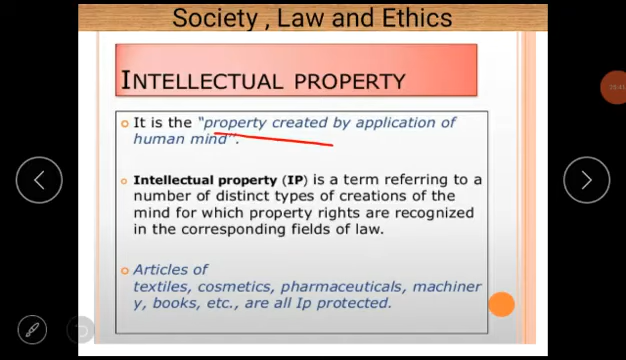 Society , Law and Ethics
INTELLECTUAL PROPERTY
It is the "property created by application of
human mind".
Intellectual property (IP) is a term referring to a
number of distinct types of creations of the
mind for which property rights are recognized
in the corresponding fields of law.
Articles of
textiles, cosmetics, pharmaceuticals, machiner
y, books, etc., are all Ip protected.